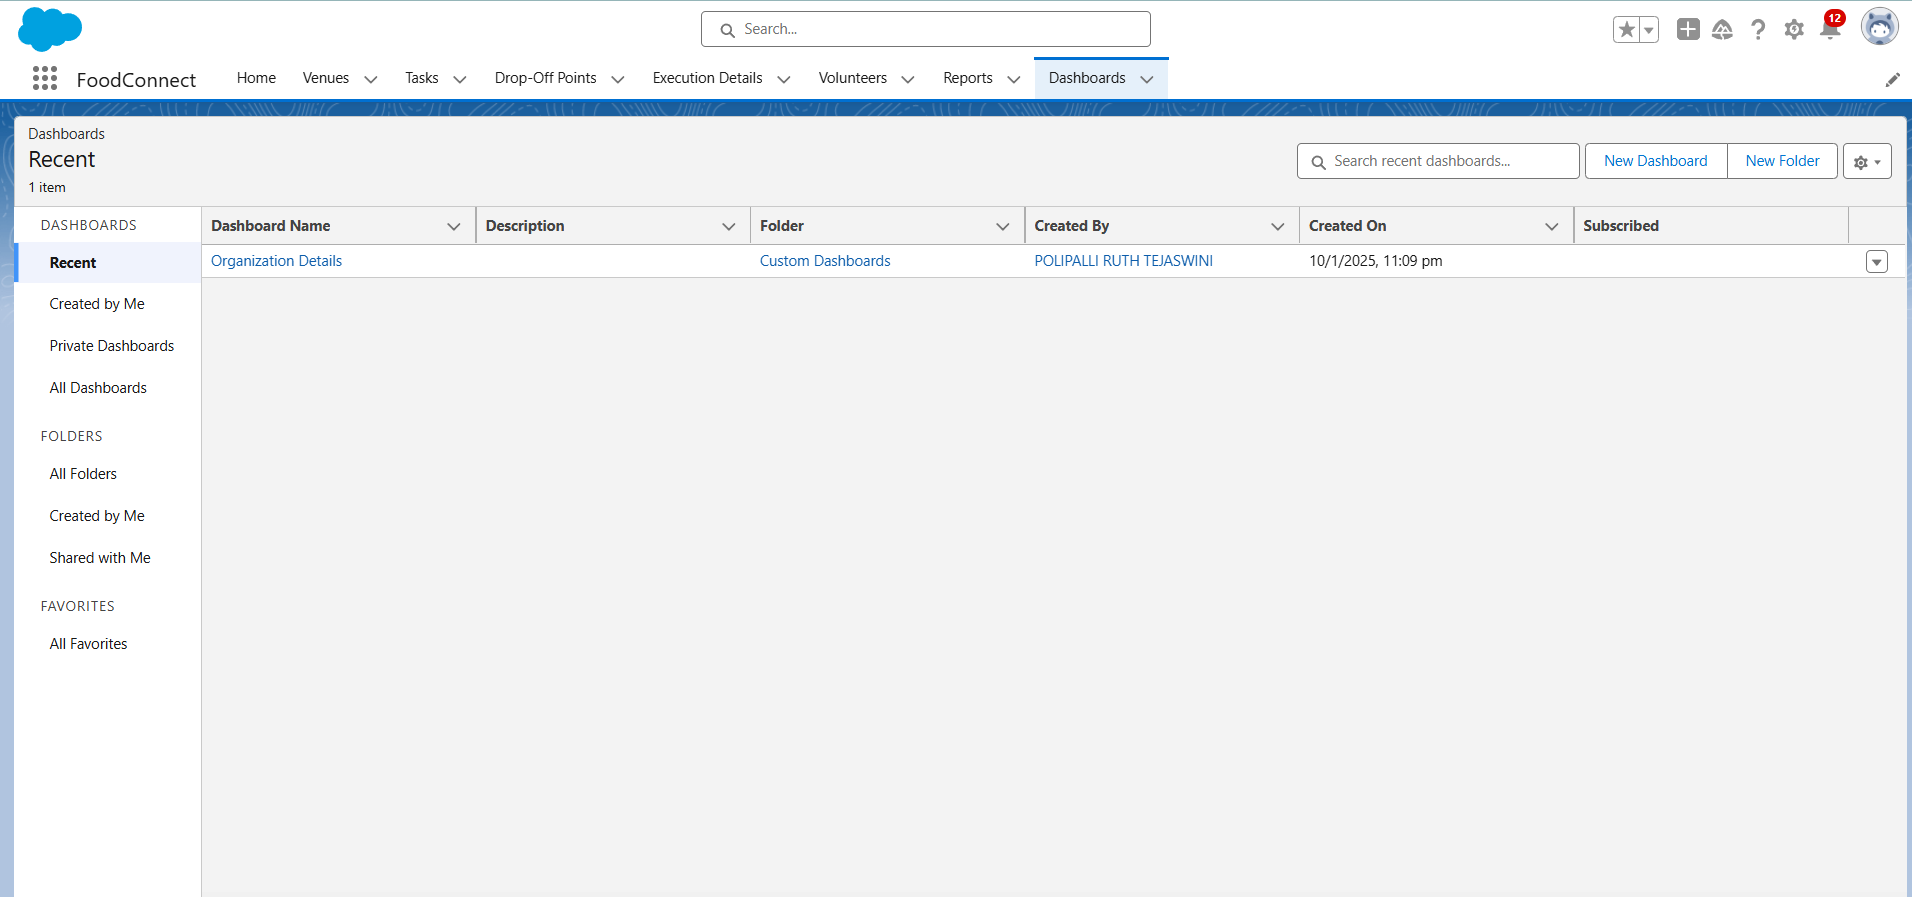 Search...
12
FoodConnect
Home
Venues
Tasks
Drop-Off Points
Execution Details
Volunteers
Reports
Dashboards
Dashboards
Recent
1 item
Search recent dashboards...
New Dashboard
New Folder
DASHBOARDS
Recent
Created by Me
Private Dashboards
All Dashboards
FOLDERS
All Folders
Created by Me
Shared with Me
FAVORITES
All Favorites
Dashboard Name
Description
Folder
Created By
Created On
Subscribed
Organization Details
Custom Dashboards
POLIPALLI RUTH TEJASWINI
10/1/2025, 11:09 pm